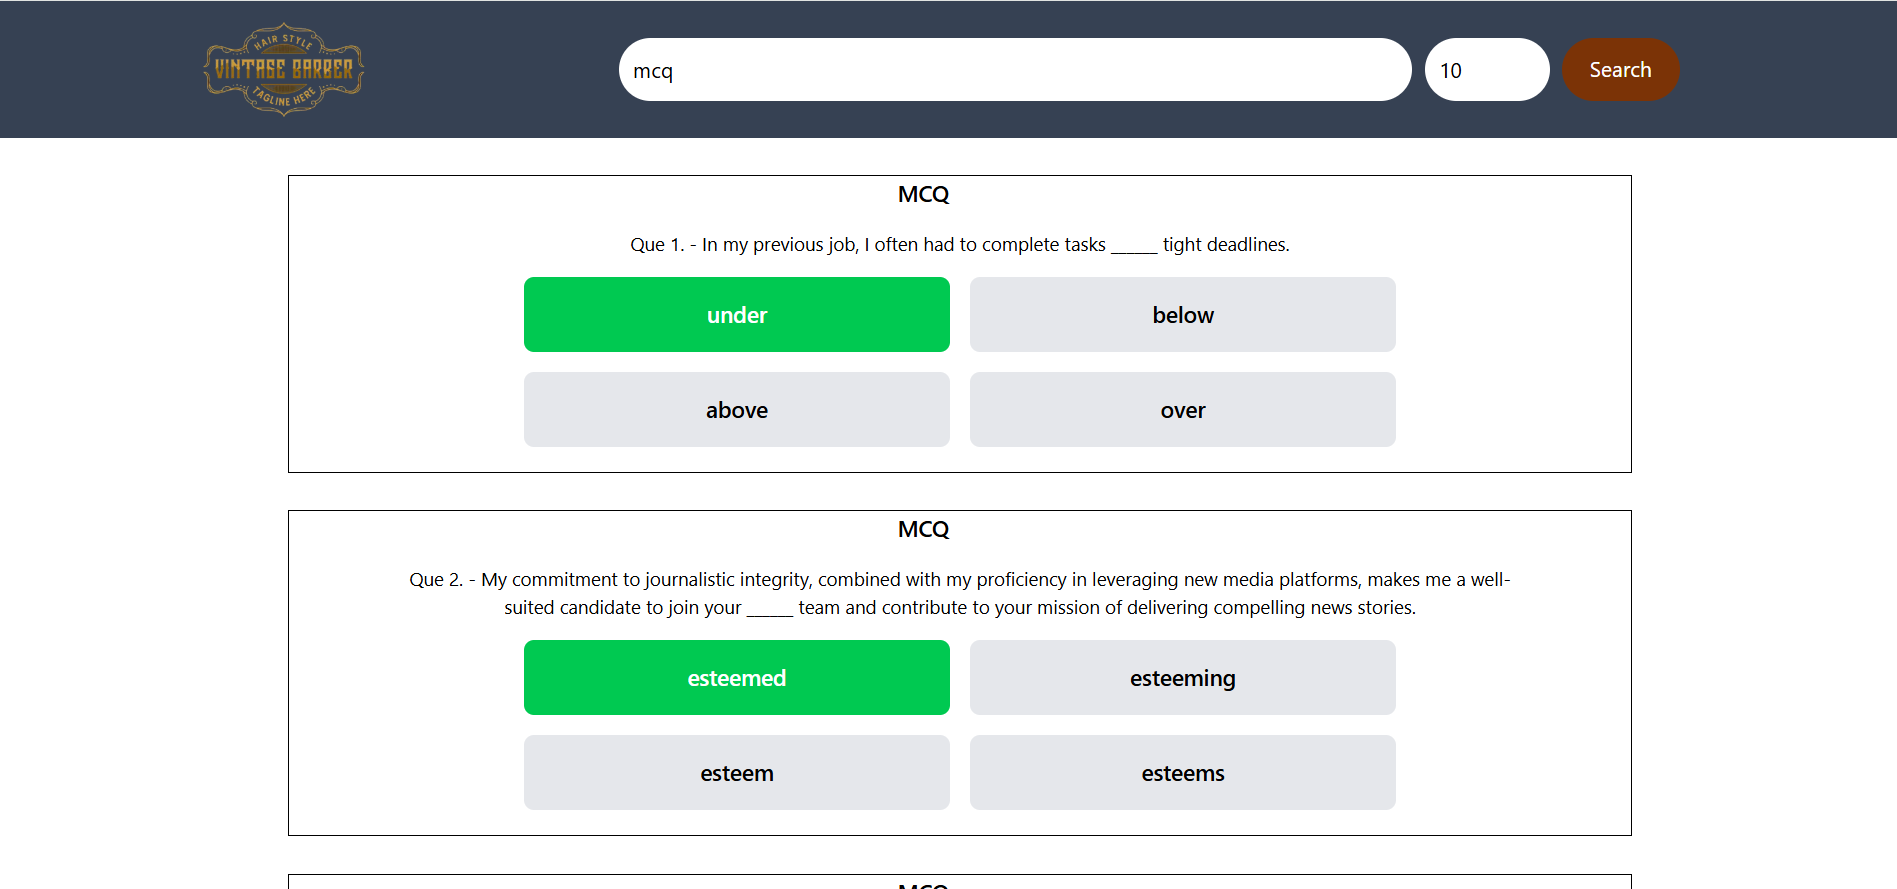 HAIR STYLE
VINTAGE BARBER
TAGLINE HERE
mcq
10
Search
MCQ
Que 1. - In my previous job, I often had to complete tasks _____ tight deadlines.
under
below
above
over
MCQ
Que 2. - My commitment to journalistic integrity, combined with my proficiency in leveraging new media platforms, makes me a well-
suited candidate to join your _____ team and contribute to your mission of delivering compelling news stories.
esteemed
esteeming
esteem
esteems
MCQ